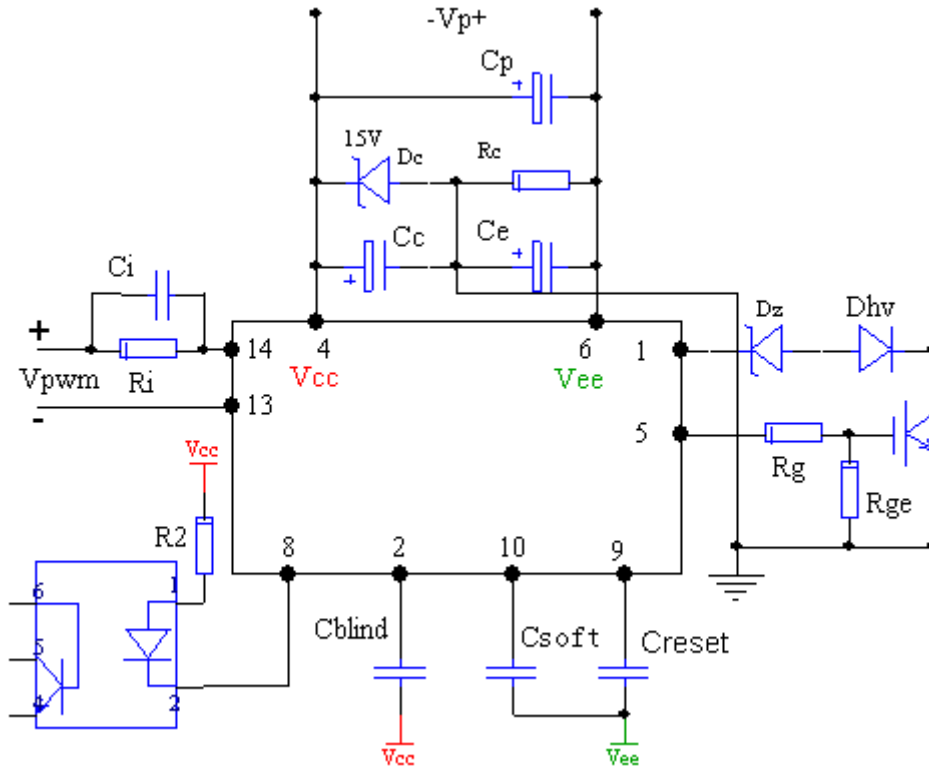 -Vp+
Cp
+
15V
Dc
Rc
Cc
Ce
+
+
Ci
+
Dz
Dhv
14
4
6
1
Vpwm
Ri
Vcc
Vee
-
13
5
Vcc
Rg
Rge
R2
8
2
10
9
6
1
Cblind
Csoft
Creset
5
4
2
Vcc
Vee